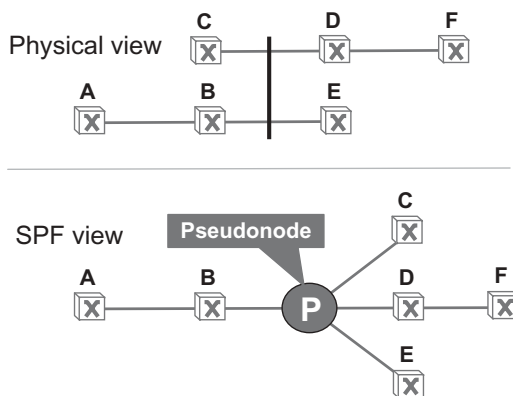 C D F
Physical view
A B E
C
SPF view
Pseudonode
A B D F
P
E